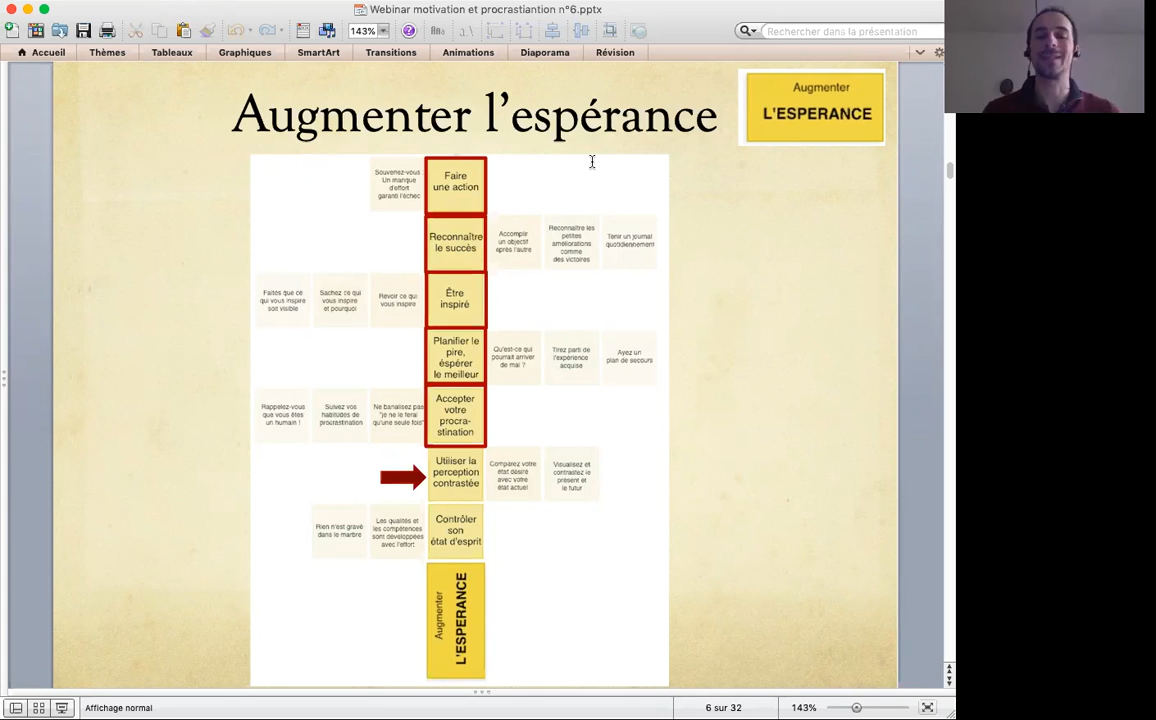 Webinar motivation et procrastiantion n°6.pptx
143%
Rechercher dans la présentation
Accueil
Thèmes
Tableaux
Graphiques
SmartArt
Transitions
Animations
Diaporama
Révision
Augmenter l'espérance
Augmenter
L'ESPERANCE
Souvenez-vous
Un manque
d'effort
garanti l'échec
Faire
une action
Reconnaître
le succès
Accomplir
un objectif
après l'autre
Reconnaître les
petites
améliorations
comme
des victoires
Tenir un journal
quotidiennement
Faites que ce
qui vous inspire
soit visible
Sachez ce qui
vous inspire
et pourquoi
Revoir ce qui
vous inspire
Être
inspiré
Planifier le
pire,
éspérer
le meilleur
Qu'est-ce qui
pourrait arriver
de mal ?
Tirez parti de
l'expérience
acquise
Ayez un
plan de secours
Rappelez-vous
que vous êtes
un humain !
Suivez vos
habitudes de
procrastination
Ne banalisez pas
"je ne le ferai
qu'une seule fois"
Accepter
votre
procra-
stination
Utiliser la
perception
contrastée
Comparez votre
état désiré
avec votre
état actuel
Visualisez et
contrastez le
présent et
le futur
Rien n'est gravé
dans le marbre
Les qualités et
les compétences
sont développées
avec l'effort
Contrôler
son
état d'esprit
Augmenter
L'ESPERANCE
Affichage normal
6 sur 32
143%